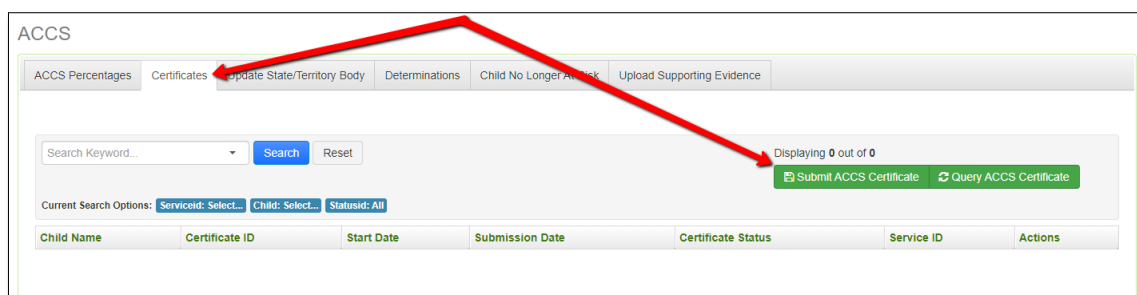 ACCS
ACCS Percentages Certificates Update State/Territory Body Determinations Child No Longer At Risk Upload Supporting Evidence
Search Keyword... Search Reset
Displaying 0 out of 0
Submit ACCS Certificate Query ACCS Certificate
Current Search Options: Serviceid: Select... Child: Select... Statusid: All
Child Name Certificate ID Start Date Submission Date Certificate Status Service ID Actions